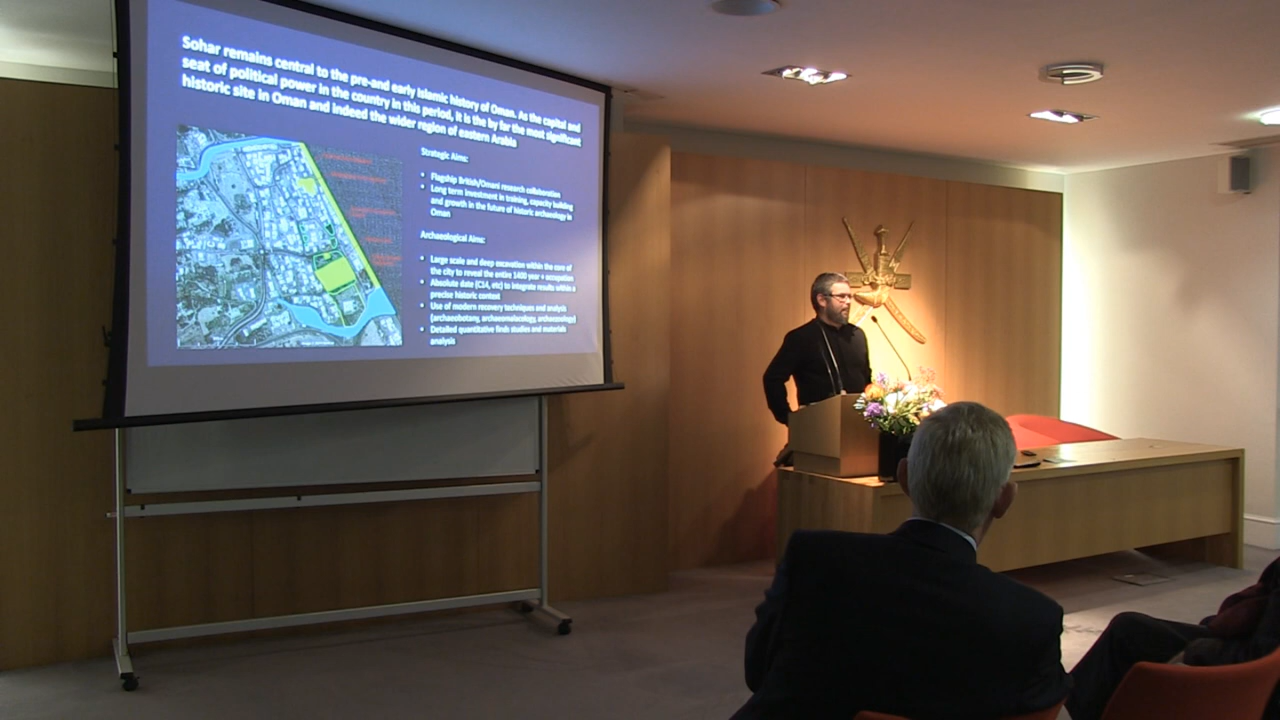 Sohar remains central to the pre-and early Islamic history of Oman. As the capital and
seat of political power in the country in this period, it is the by far the most significant
historic site in Oman and indeed the wider region of eastern Arabia
Strategic Aims:
• Flagship British/Omani research collaboration
• Long term investment in training, capacity building
and growth in the future of historic archaeology in
Oman
Archaeological Aims:
• Large scale and deep excavation within the core of
the city to reveal the entire 1400 year + occupation
• Absolute date (C14, etc) to integrate results within a
precise historic context
• Use of modern recovery techniques and analysis
(archaeobotany, archaeomalacology, archaeozoology)
• Detailed quantitative finds studies and materials
analysis